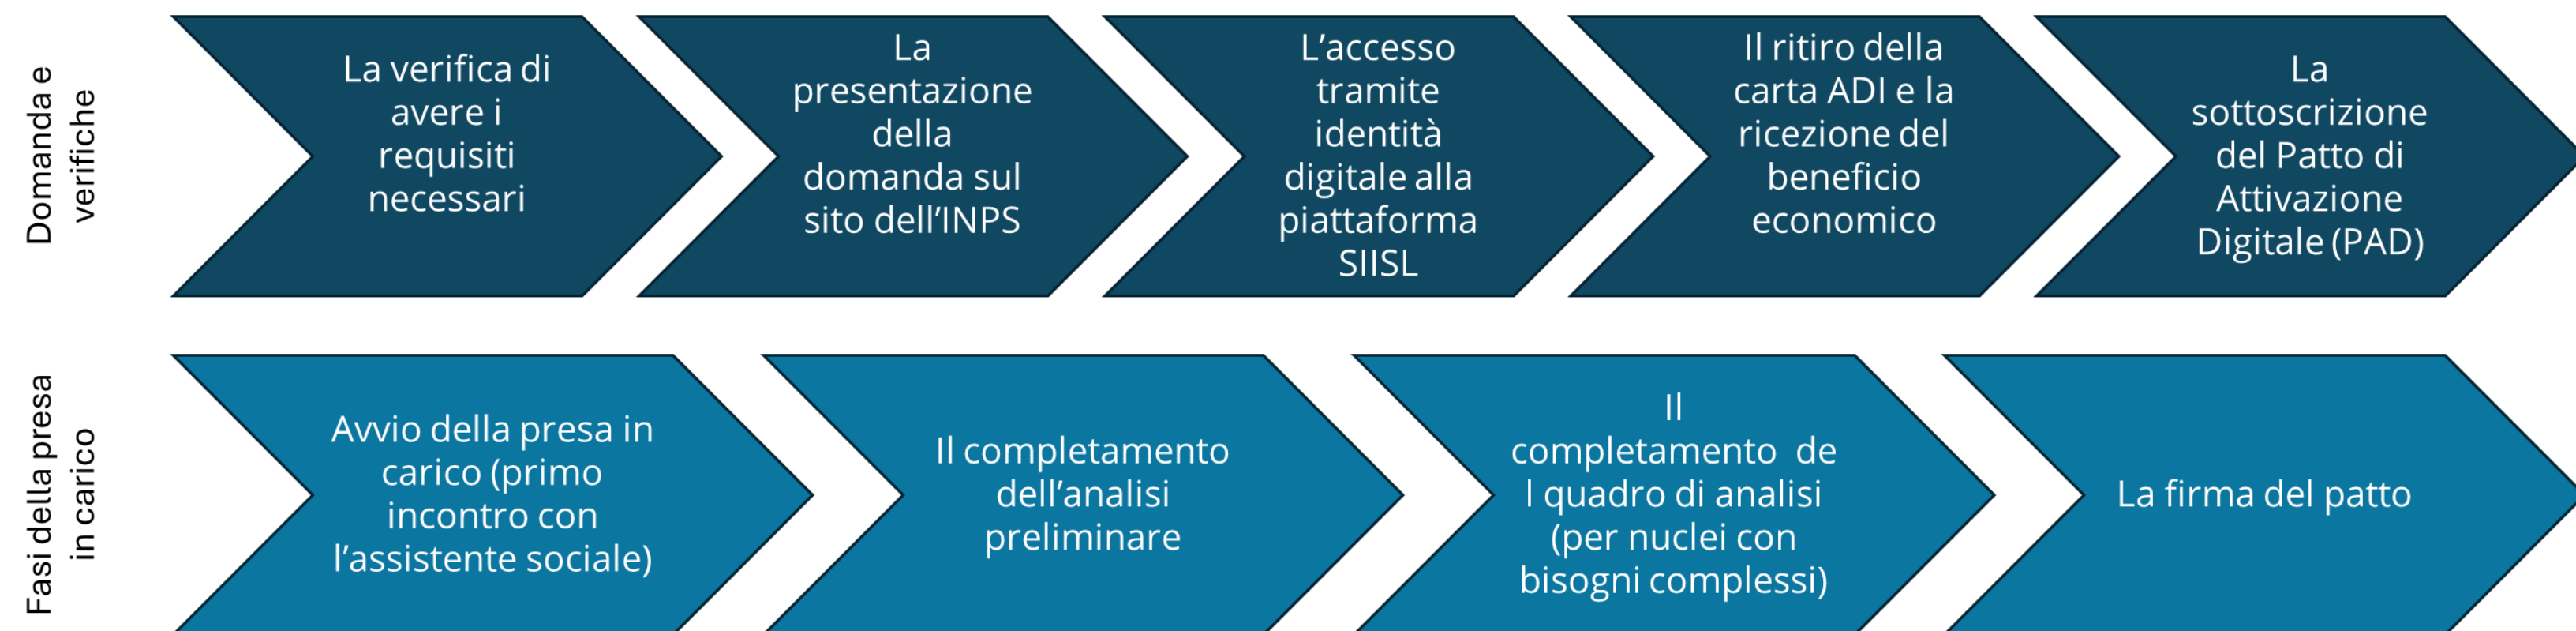 Domanda e
verifiche
La verifica di
avere i
requisiti
necessari
La
presentazione
della
domanda sul
sito dell’INPS
L’accesso
tramite
identità
digitale alla
piattaforma
SIISL
Il ritiro della
carta ADI e la
ricezione del
beneficio
economico
La
sottoscrizione
del Patto di
Attivazione
Digitale (PAD)
Fasi della presa
in carico
Avvio della presa in
carico (primo
incontro con
l’assistente sociale)
Il completamento
dell’analisi
preliminare
Il
completamento  de
l quadro di analisi
(per nuclei con
bisogni complessi)
La firma del patto